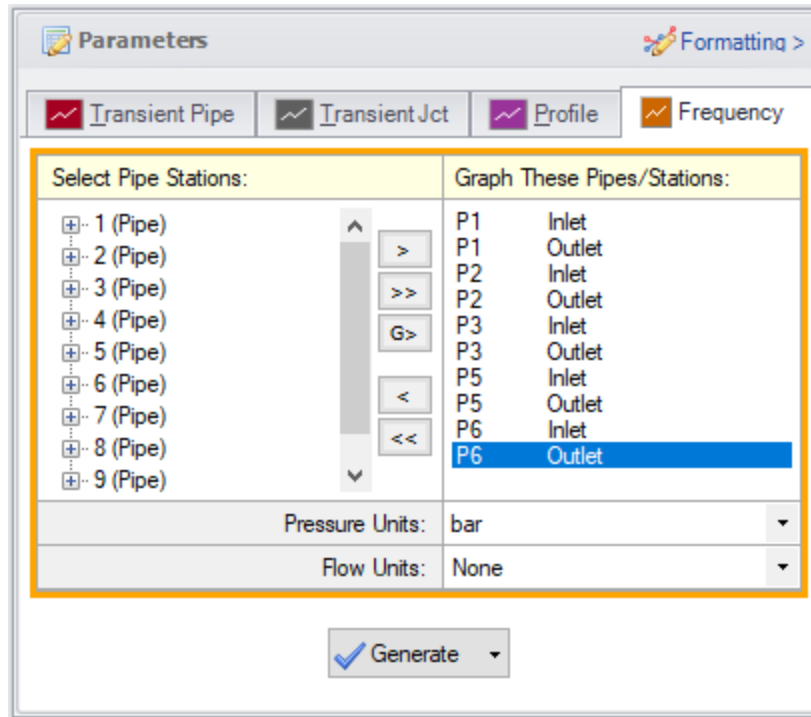 Parameters
Formatting >
Transient Pipe
Transient Jct
Profile
Frequency
Select Pipe Stations:
Graph These Pipes/Stations:
1 (Pipe)
2 (Pipe)
3 (Pipe)
4 (Pipe)
5 (Pipe)
6 (Pipe)
7 (Pipe)
8 (Pipe)
9 (Pipe)
>
>>
G>
<
<<
P1 Inlet
P1 Outlet
P2 Inlet
P2 Outlet
P3 Inlet
P3 Outlet
P5 Inlet
P5 Outlet
P6 Inlet
P6 Outlet
Pressure Units: bar
Flow Units: None
Generate